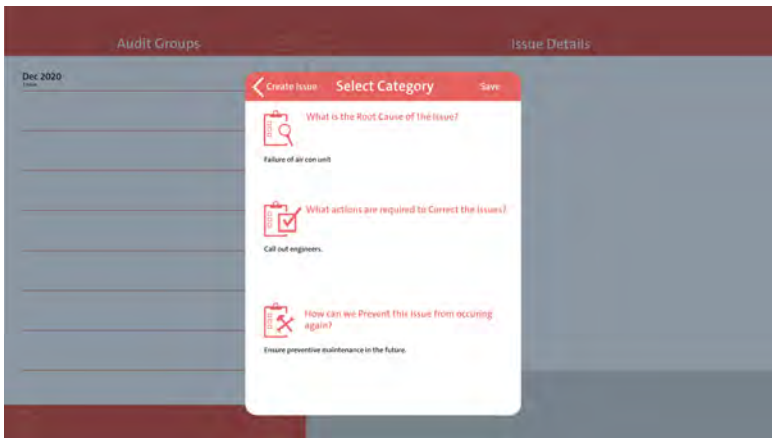 Audit Groups
Issue Details
Dec 2020
Create Issue
Select Category
Save
What is the Root Cause of the Issue?
Failure of air con unit
What actions are required to Correct the Issues?
Call out engineers.
How can we Prevent this issue from occuring
again?
Ensure preventive maintenance in the future.